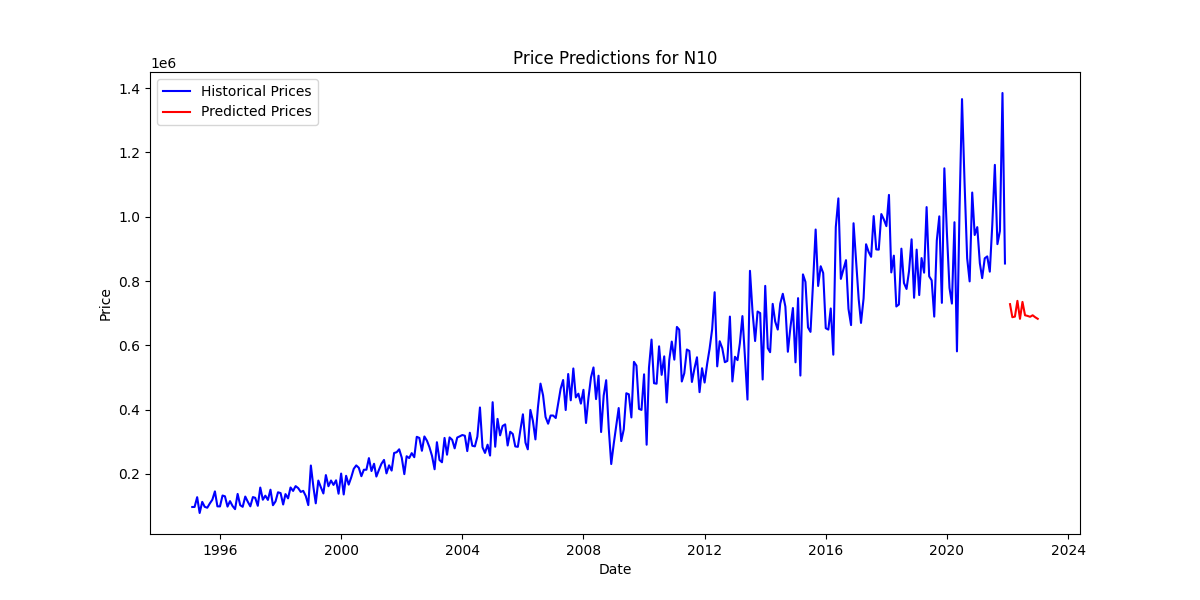 Price Predictions for N10
1e6
Historical Prices
Predicted Prices
1.4
1.2
1.0
0.8
0.6
0.4
0.2
Price
1996 2000 2004 2008 2012 2016 2020 2024
Date